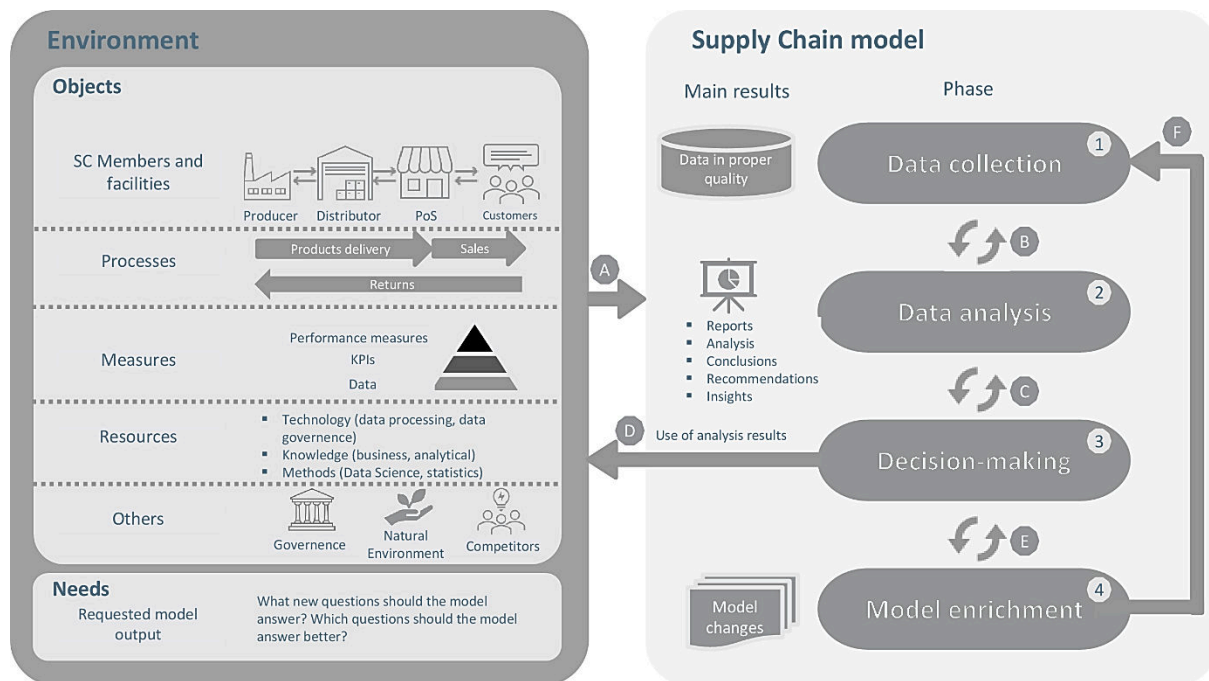 Environment
Objects
SC Members and
facilities
Producer
Distributor
PoS
Customers
Processes
Products delivery
Sales
Returns
Measures
Performance measures
KPIs
Data
Resources
▪ Technology (data processing, data
governence)
▪ Knowledge (business, analytical)
▪ Methods (Data Science, statistics)
Others
Governence
Natural
Environment
Competitors
Needs
Requested model
output
What new questions should the model
answer? Which questions should the model
answer better?
A
D
Supply Chain model
Main results
Phase
Data in proper
quality
Data collection
1
F
B
▪ Reports
▪ Analysis
▪ Conclusions
▪ Recommendations
▪ Insights
Data analysis
2
C
Use of analysis results
Decision-making
3
E
Model
changes
Model enrichment
4